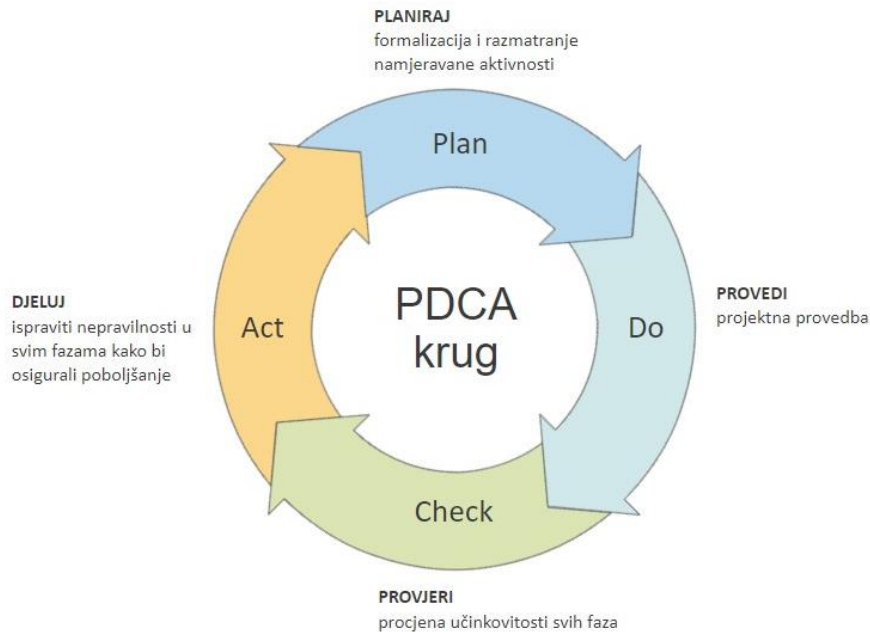 PLANIRAJ
formalizacija i razmatranje
namjeravane aktivnosti
Plan
DJELUJ
ispraviti nepravilnosti u
svim fazama kako bi
osigurali poboljšanje
Act
PDCA
krug
Do
PROVEDI
projektna provedba
Check
PROVJERI
procjena učinkovitosti svih faza